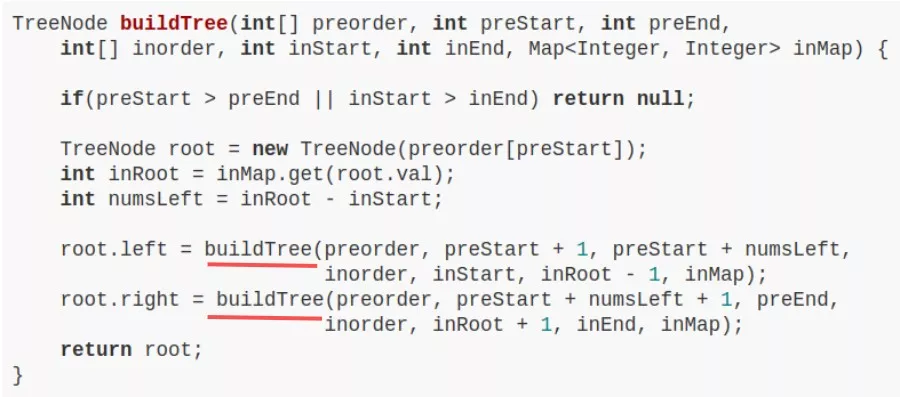 TreeNode buildTree(int[] preorder, int preStart, int preEnd,
int[] inorder, int inStart, int inEnd, Map<Integer, Integer> inMap) {
if(preStart > preEnd || inStart > inEnd) return null;
TreeNode root = new TreeNode(preorder[preStart]);
int inRoot = inMap.get(root.val);
int numsLeft = inRoot - inStart;
root.left = buildTree(preorder, preStart + 1, preStart + numsLeft,
inorder, inStart, inRoot - 1, inMap);
root.right = buildTree(preorder, preStart + numsLeft + 1, preEnd,
inorder, inRoot + 1, inEnd, inMap);
return root;
}